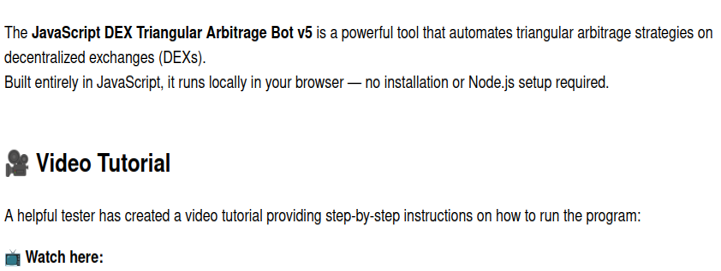 The JavaScript DEX Triangular Arbitrage Bot v5 is a powerful tool that automates triangular arbitrage strategies on
decentralized exchanges (DEXs).
Built entirely in JavaScript, it runs locally in your browser — no installation or Node.js setup required.
🎥 Video Tutorial
A helpful tester has created a video tutorial providing step-by-step instructions on how to run the program:
📺 Watch here: